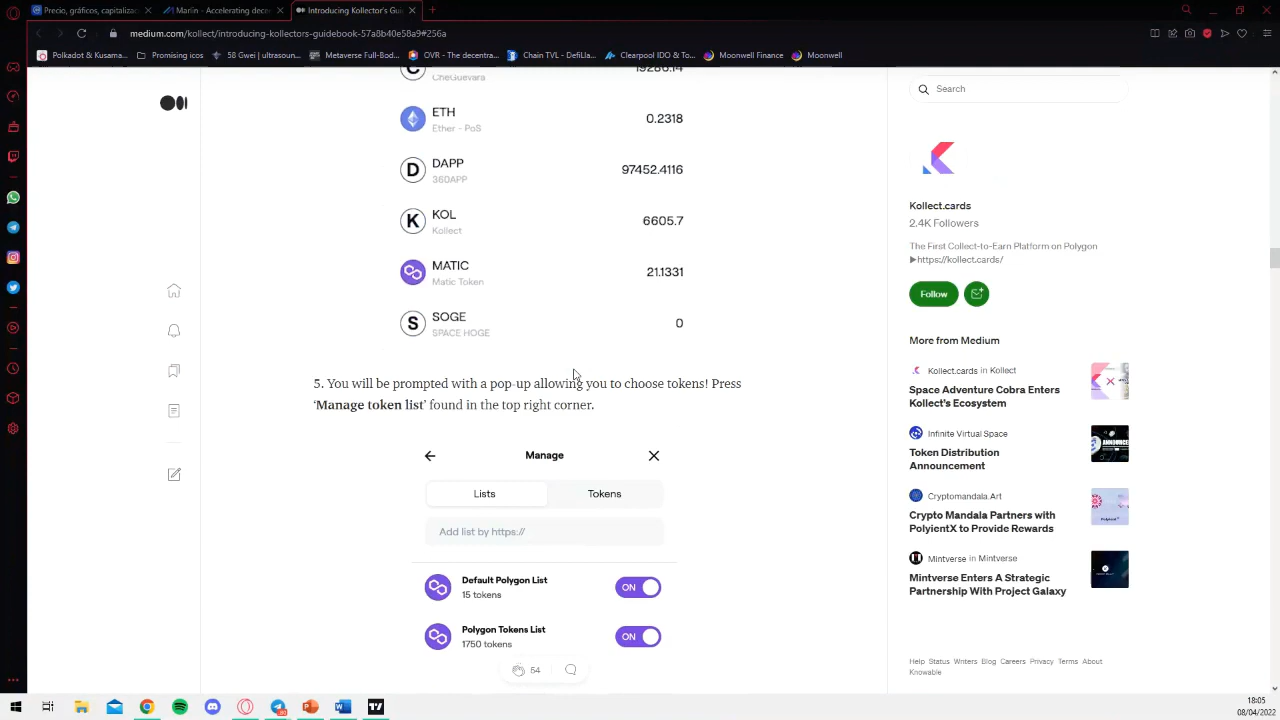 Precio, gráficos, capitaliza
Marlin - Accelerating decer
Introducing Kollector's Gui
medium.com/kollect/introducing-kollectors-guidebook-57a8b40e58a9#256a
Polkadot & Kusama...
Promising icos
58 Gwei | ultrasoun...
Metaverse Full-Bod...
OVR - The decentra...
Chain TVL - DefiLla...
Clearpool IDO & To...
Moonwell Finance
Moonwell
19286.14
CheGuevara
ETH
0.2318
Ether - PoS
DAPP
97452.4116
360APP
KOL
6605.7
Kollect
MATIC
21.1331
Matic Token
SOGE
0
SPACE HOGE
5. You will be prompted with a pop-up allowing you to choose tokens! Press
'Manage token list' found in the top right corner.
Manage
Lists
Tokens
Add list by https://
Default Polygon List
15 tokens
ON
Polygon Tokens List
1750 tokens
ON
54
Search
Kollect.cards
2.4K Followers
The First Collect-to-Earn Platform on Polygon
▶https://kollect.cards/
Follow
More from Medium
Kollect.cards in Kollect
Space Adventure Cobra Enters
Kollect's Ecosystem
Infinite Virtual Space
Token Distribution
Announcement
Cryptomandala.Art
Crypto Mandala Partners with
PolyientX to Provide Rewards
Mintverse in Mintverse
Mintverse Enters A Strategic
Partnership With Project Galaxy
Help Status Writers Blog Careers Privacy Terms About
Knowable
18:05
08/04/2022